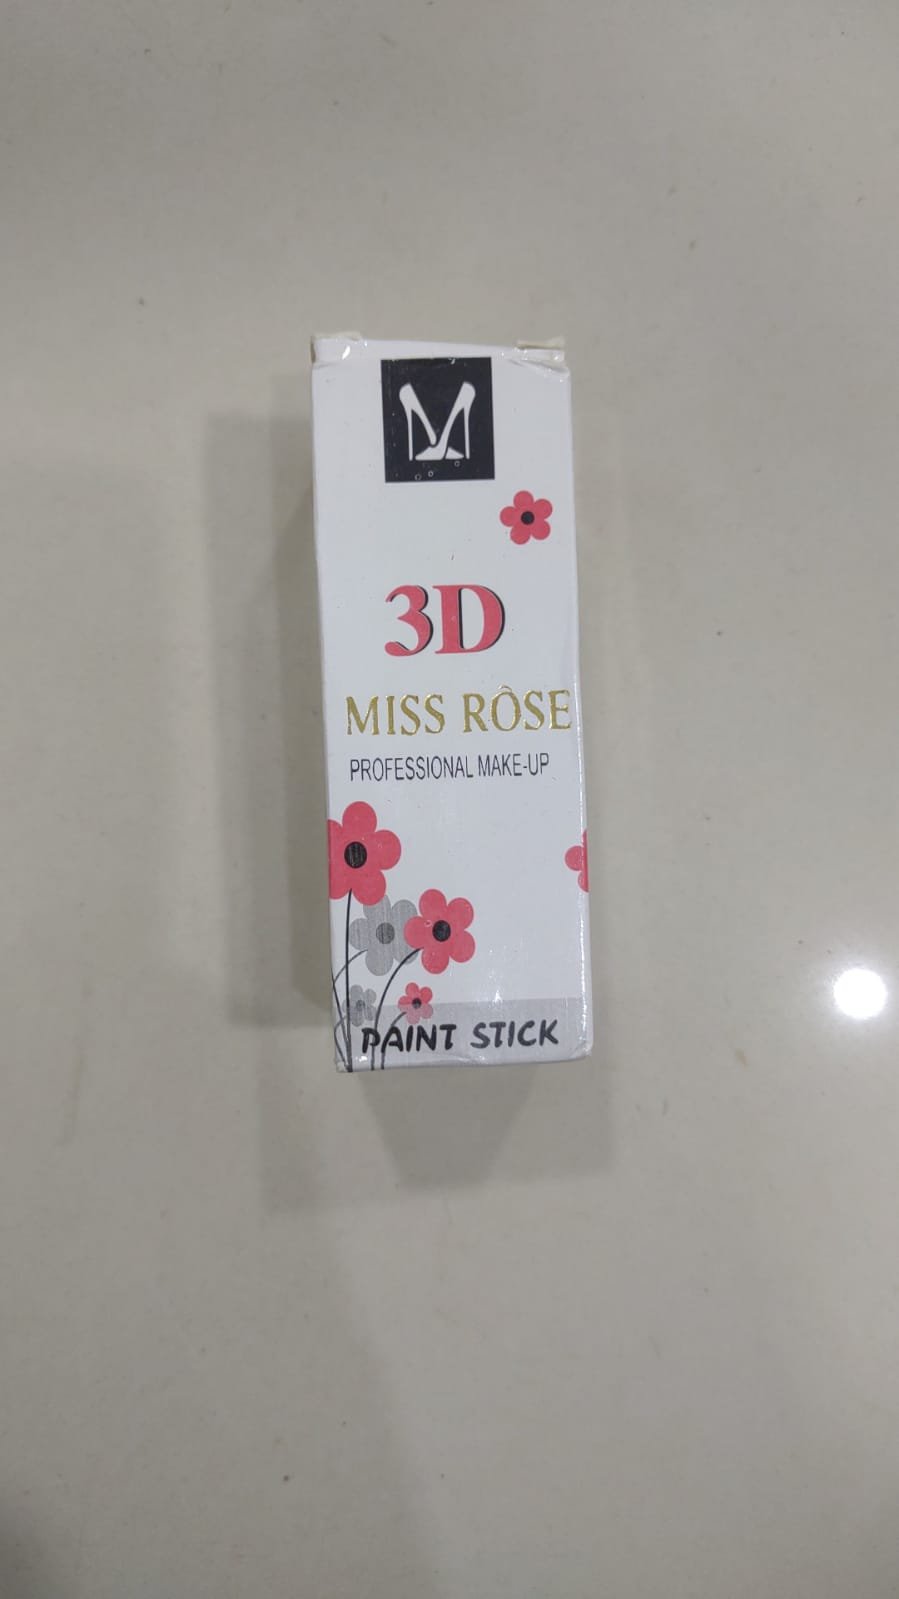 3D
MISS RÔSE
PROFESSIONAL MAKE-UP
PAINT STICK